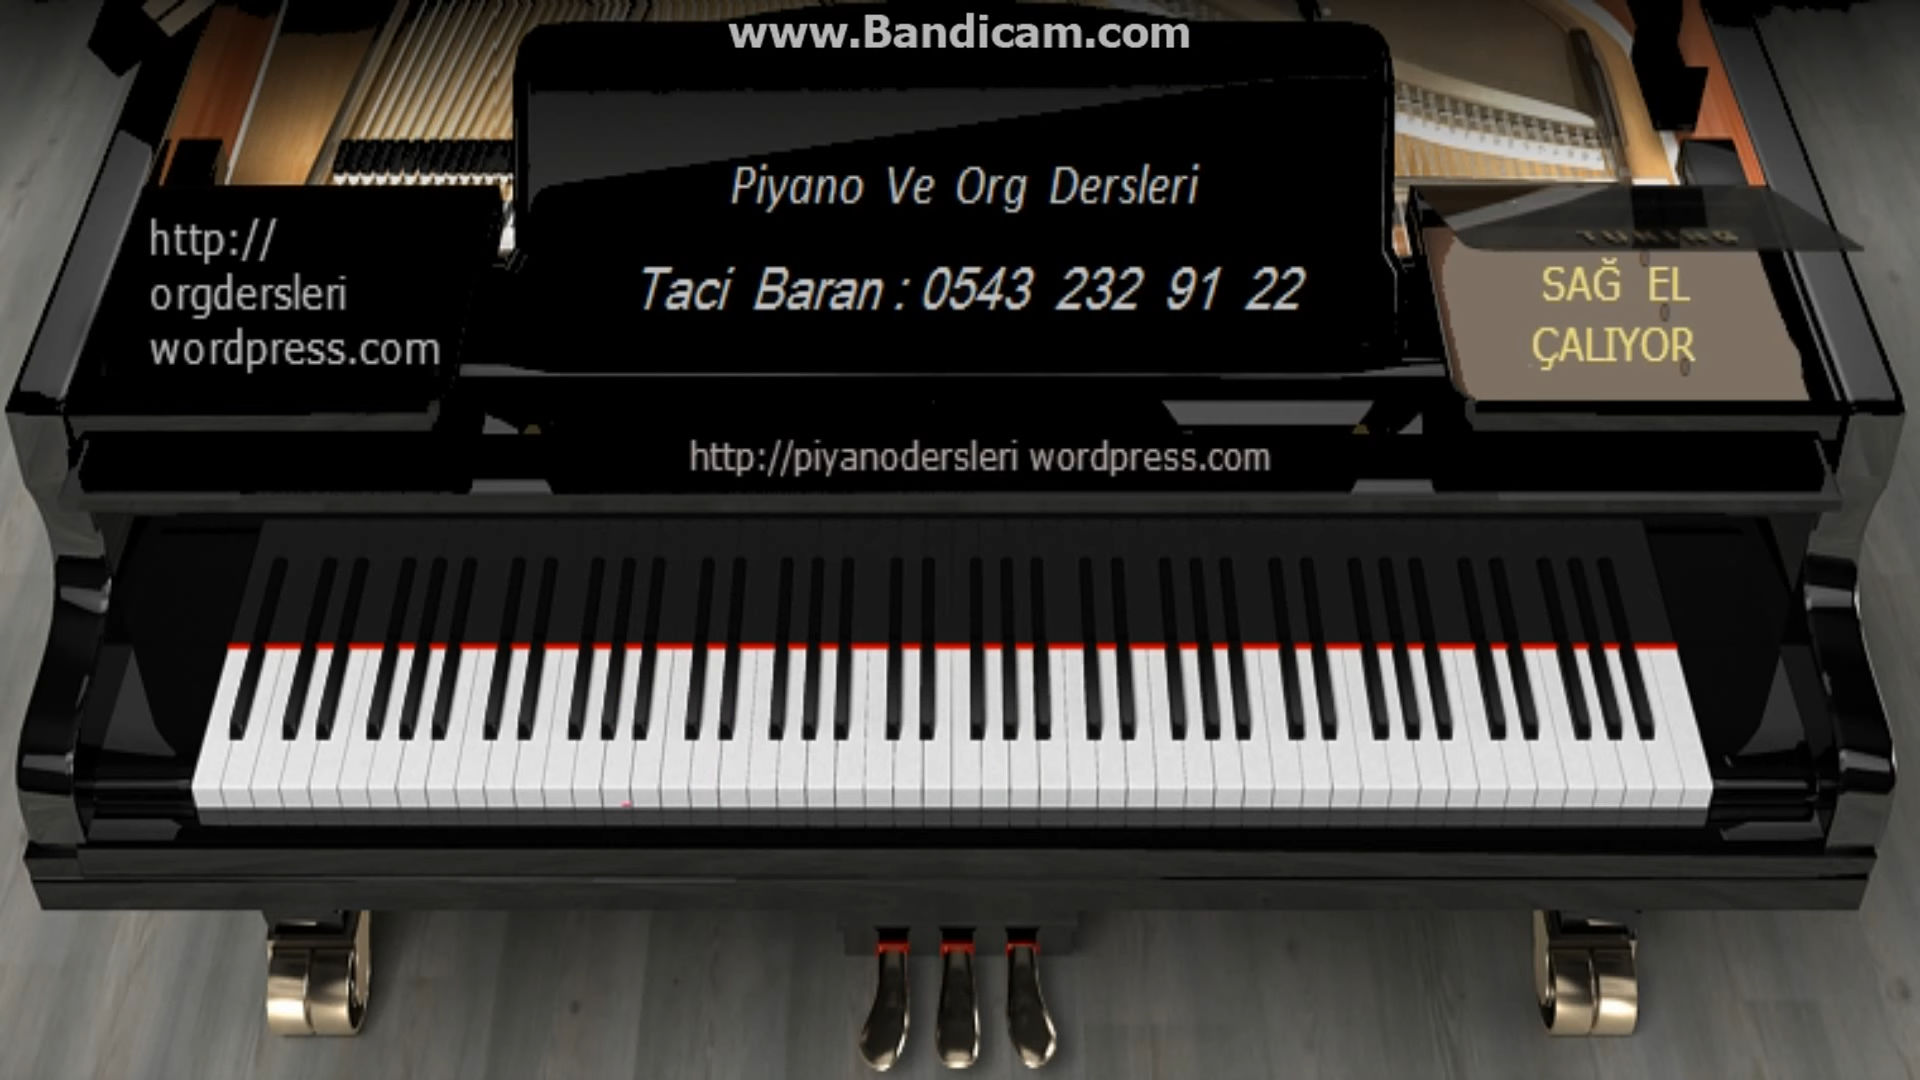 www.Bandicam.com
Piyano Ve Org Dersleri
Taci Baran : 0543 232 91 22
http://
orgdersleri
wordpress.com
TUNING
SAĞ EL
ÇALIYOR
http://piyanodersleri wordpress.com